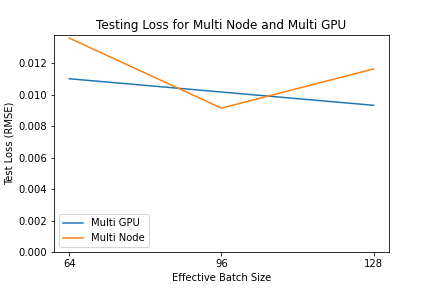 Testing Loss for Multi Node and Multi GPU
Test Loss (RMSE)
0.012
0.010
0.008
0.006
0.004
0.002
0.000
Multi GPU
Multi Node
64
96
128
Effective Batch Size